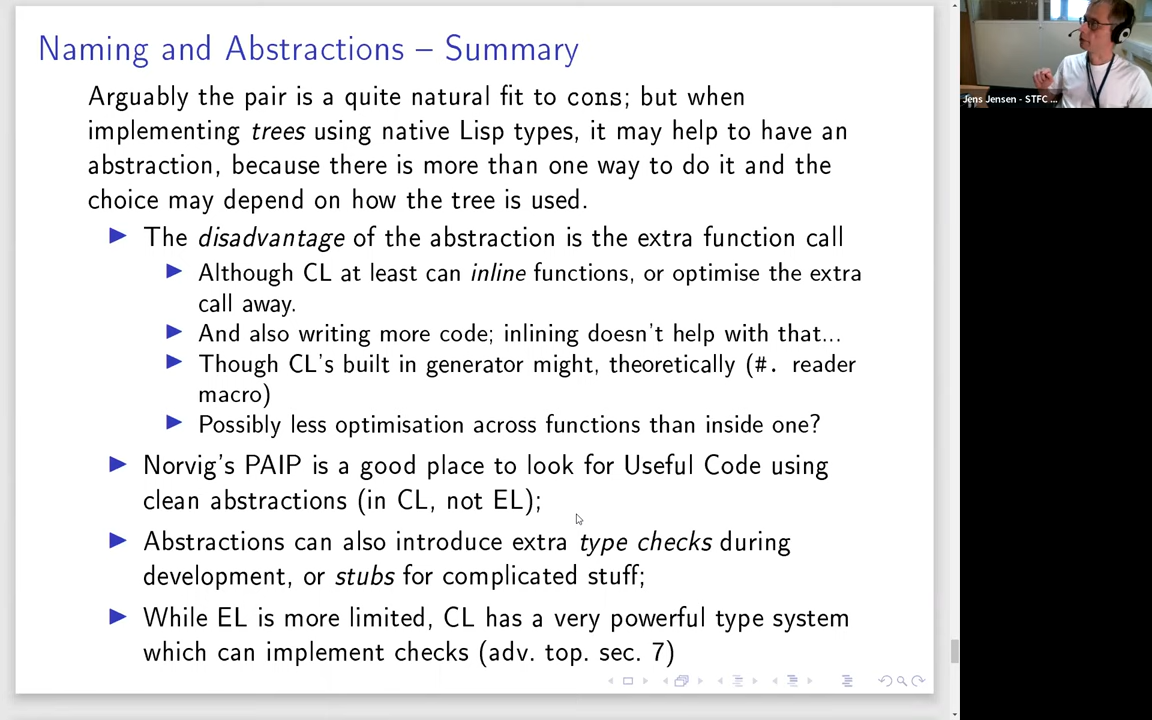 Naming and Abstractions – Summary
Arguably the pair is a quite natural fit to cons; but when
implementing trees using native Lisp types, it may help to have an
abstraction, because there is more than one way to do it and the
choice may depend on how the tree is used.
The disadvantage of the abstraction is the extra function call
Although CL at least can inline functions, or optimise the extra
call away.
And also writing more code; inlining doesn't help with that...
Though CL's built in generator might, theoretically (#. reader
macro)
Possibly less optimisation across functions than inside one?
Norvig's PAIP is a good place to look for Useful Code using
clean abstractions (in CL, not EL);
Abstractions can also introduce extra type checks during
development, or stubs for complicated stuff;
While EL is more limited, CL has a very powerful type system
which can implement checks (adv. top. sec. 7)
Jens Jensen - STFC ...